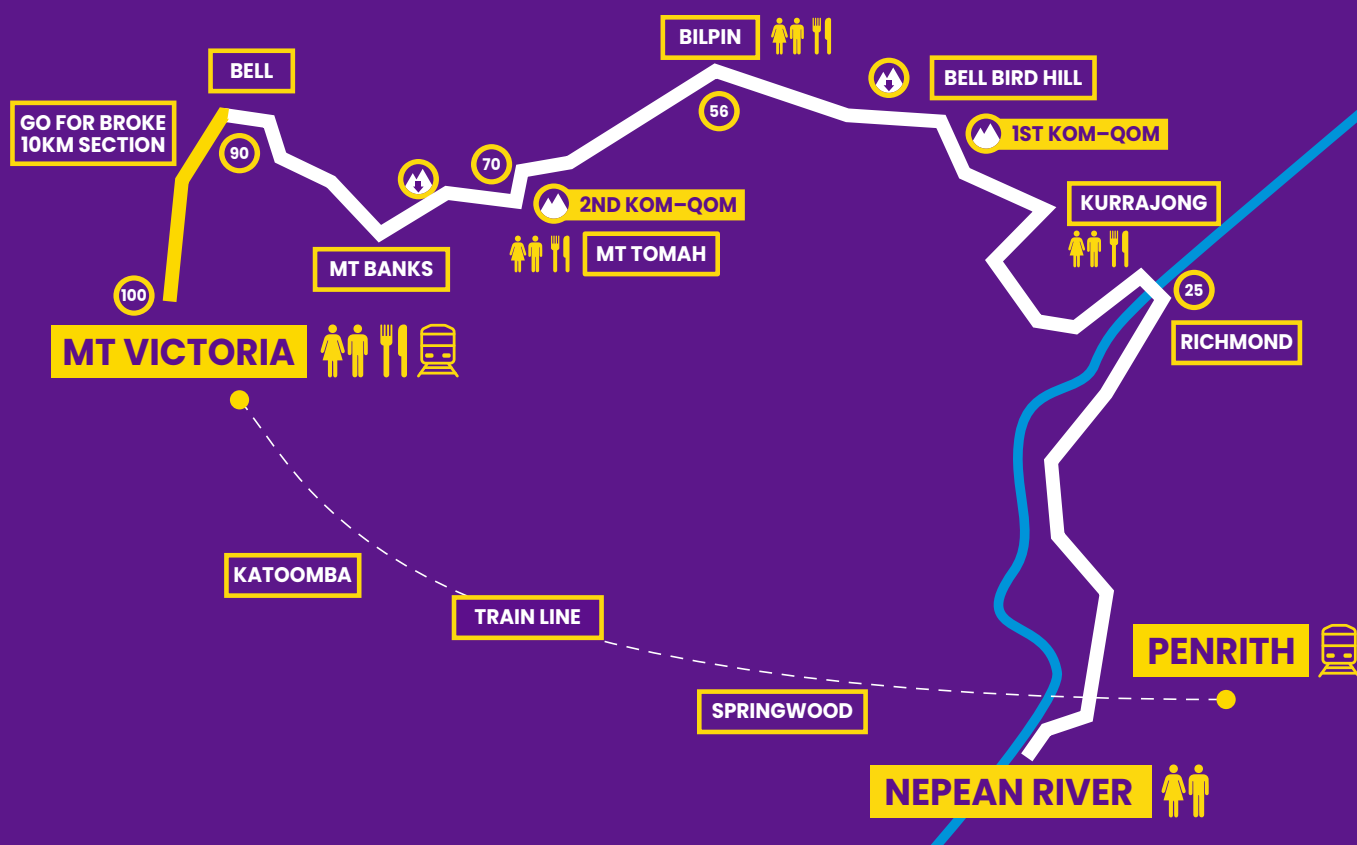 BILPIN
BELL
BELL BIRD HILL
GO FOR BROKE
10KM SECTION
56
1ST KOM–QOM
90
70
KURRAJONG
2ND KOM–QOM
MT TOMAH
MT BANKS
100
25
RICHMOND
MT VICTORIA
KATOOMBA
TRAIN LINE
PENRITH
SPRINGWOOD
NEPEAN RIVER